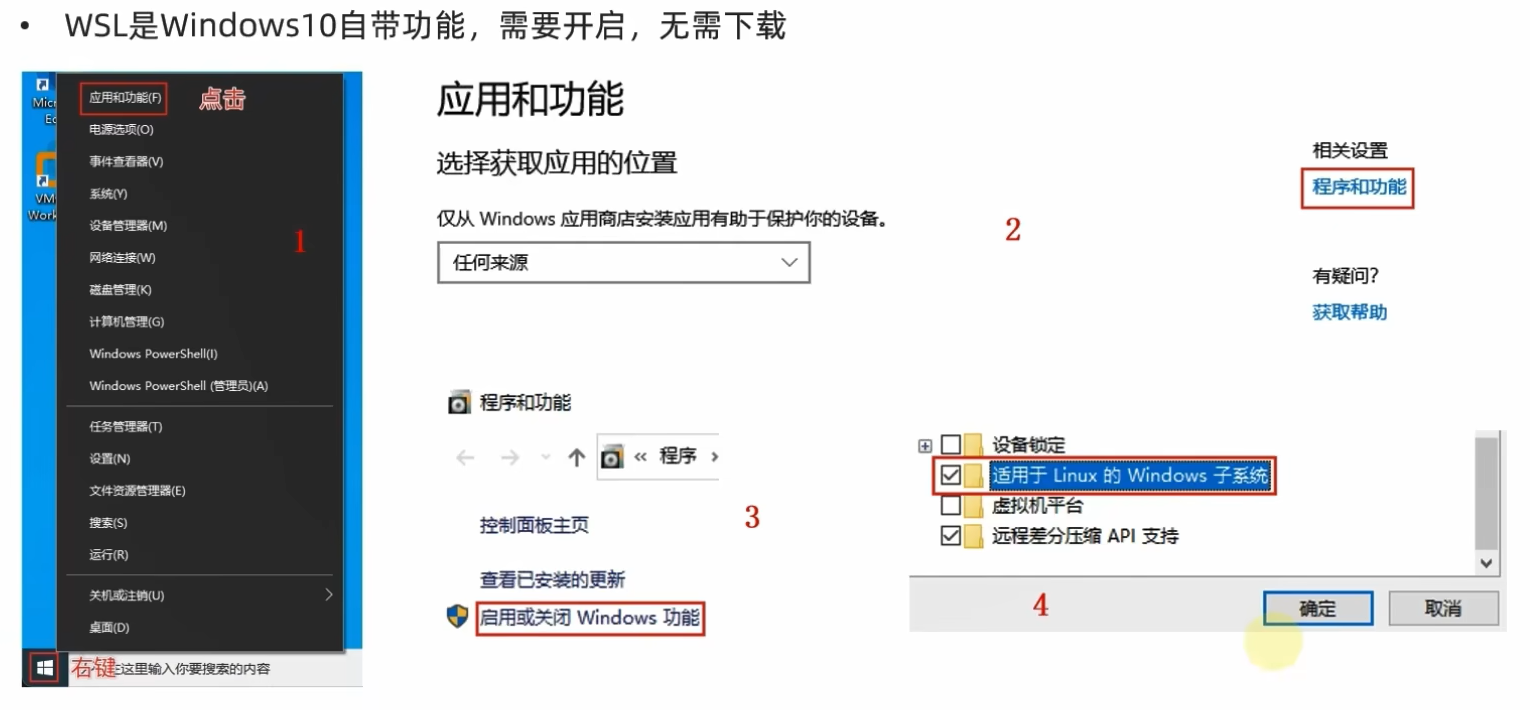 • WSL是Windows10自带功能，需要开启，无需下载
Micr
Ed
VM
Work
应用和功能(F)
点击
电源选项(O)
事件查看器(V)
系统(Y)
设备管理器(M)
1
网络连接(W)
磁盘管理(K)
计算机管理(G)
Windows PowerShell(I)
Windows PowerShell (管理员)(A)
任务管理器(T)
设置(N)
文件资源管理器(E)
搜索(S)
运行(R)
关机或注销(U)
桌面(D)
右键
在这里输入你要搜索的内容
应用和功能
选择获取应用的位置
仅从 Windows 应用商店安装应用有助于保护你的设备。
任何来源
2
相关设置
程序和功能
有疑问?
获取帮助
程序和功能
« 程序 ›
控制面板主页
3
查看已安装的更新
启用或关闭 Windows 功能
设备锁定
适用于 Linux 的 Windows 子系统
虚拟机平台
远程差分压缩 API 支持
4
确定
取消